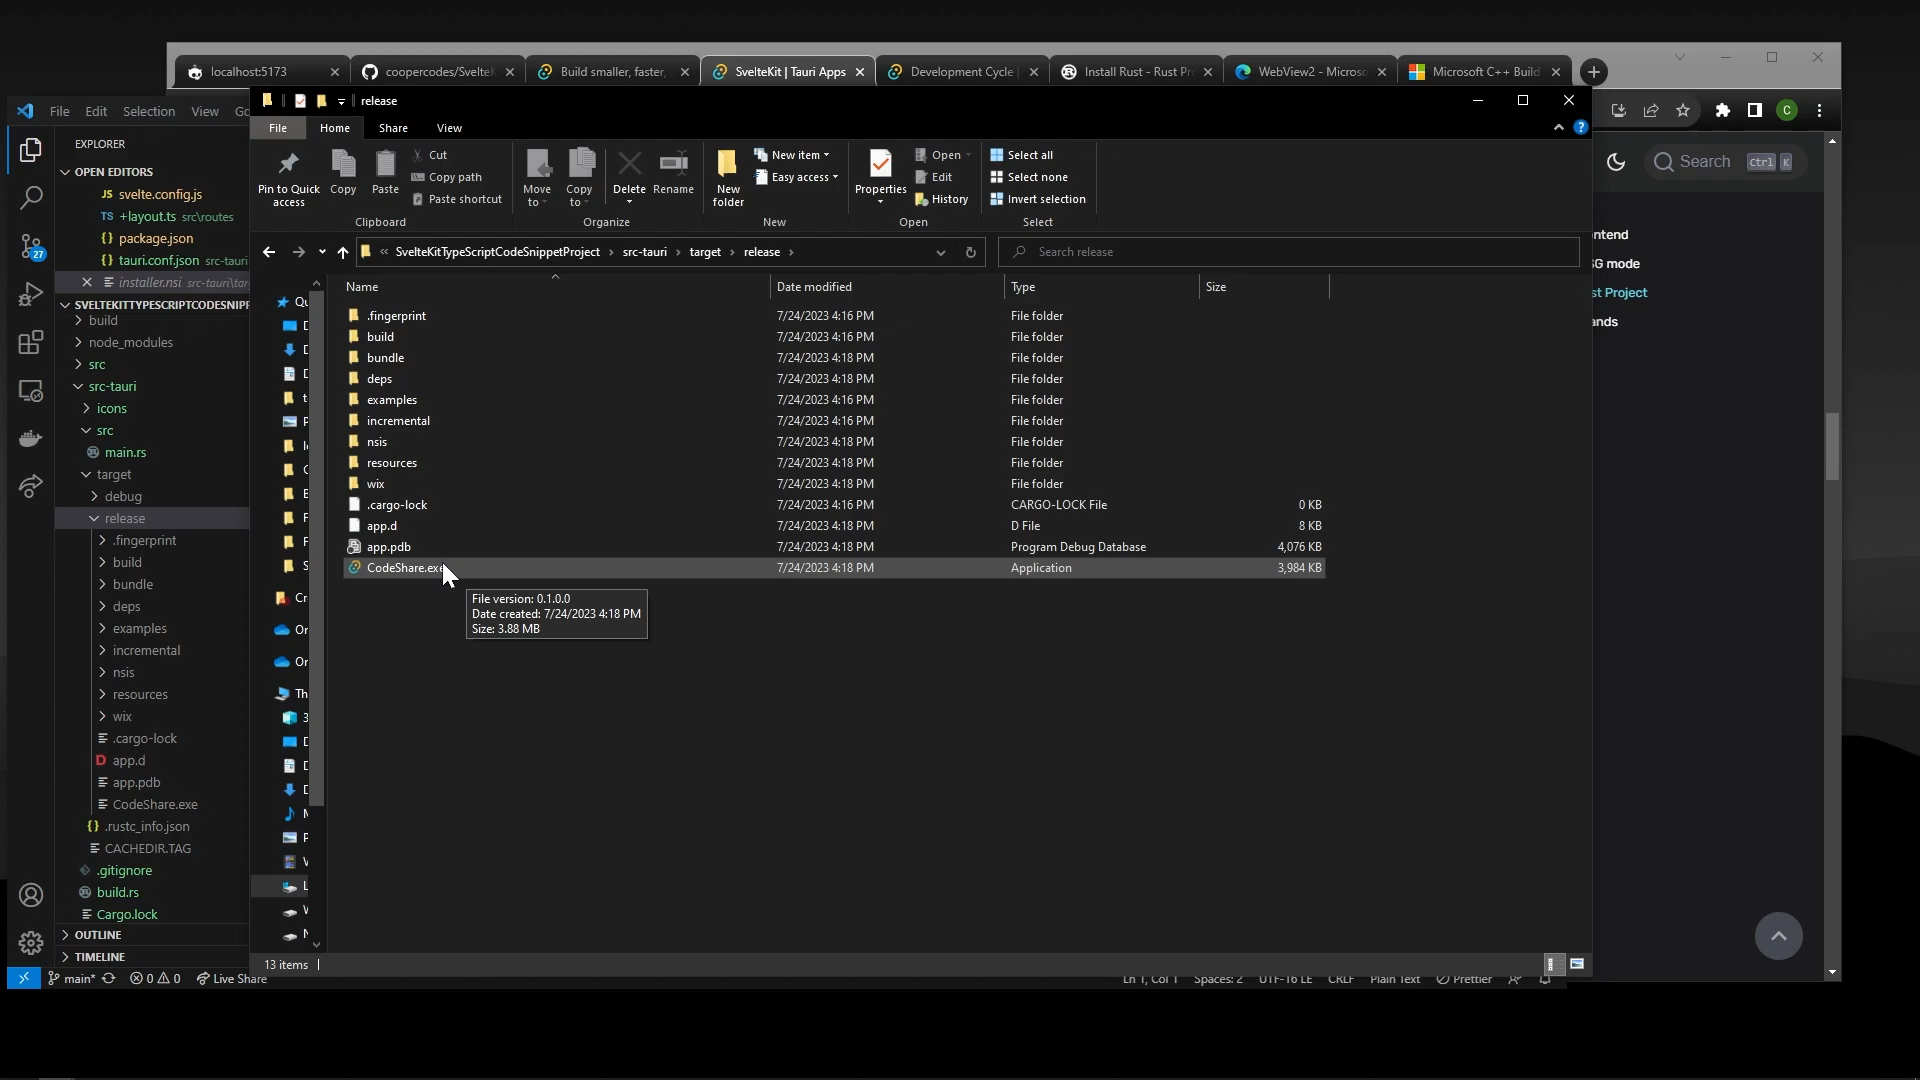 localhost:5173
coopercodes/SvelteK
Build smaller, faster,
SvelteKit | Tauri Apps
Development Cycle
Install Rust - Rust Pr
WebView2 - Microso
Microsoft C++ Build
File Edit Selection View Go
release
File Home Share View
Pin to Quick access
Copy
Paste
Cut
Copy path
Paste shortcut
Clipboard
Move to
Copy to
Delete
Rename
Organize
New folder
New item
Easy access
New
Properties
Open
Edit
History
Open
Select all
Select none
Invert selection
Select
SvelteKitTypeScriptCodeSnippetProject > src-tauri > target > release >
Search release
C
Search Ctrl K
ntend
G mode
st Project
ands
EXPLORER
OPEN EDITORS
JS svelte.config.js
TS +layout.ts src\routes
{} package.json
{} tauri.conf.json src-tauri
installer.nsi src-tauri\tar
SVELTEKITTYPESCRIPTCODESNIPP
build
node_modules
src
src-tauri
icons
src
main.rs
target
debug
release
.fingerprint
build
bundle
deps
examples
incremental
nsis
resources
wix
.cargo-lock
D app.d
app.pdb
CodeShare.exe
{} .rustc_info.json
CACHEDIR.TAG
.gitignore
build.rs
Cargo.lock
OUTLINE
TIMELINE
27
Name Date modified Type Size
.fingerprint 7/24/2023 4:16 PM File folder
build 7/24/2023 4:16 PM File folder
bundle 7/24/2023 4:18 PM File folder
deps 7/24/2023 4:18 PM File folder
examples 7/24/2023 4:16 PM File folder
incremental 7/24/2023 4:16 PM File folder
nsis 7/24/2023 4:18 PM File folder
resources 7/24/2023 4:18 PM File folder
wix 7/24/2023 4:18 PM File folder
.cargo-lock 7/24/2023 4:16 PM CARGO-LOCK File 0 KB
app.d 7/24/2023 4:18 PM D File 8 KB
app.pdb 7/24/2023 4:18 PM Program Debug Database 4,076 KB
CodeShare.exe 7/24/2023 4:18 PM Application 3,984 KB
File version: 0.1.0.0
Date created: 7/24/2023 4:18 PM
Size: 3.88 MB
13 items
main* 0 0 Live Share
Ln 1, Col 1 Spaces: 2 UTF-16 LE CRLF Plain Text Prettier